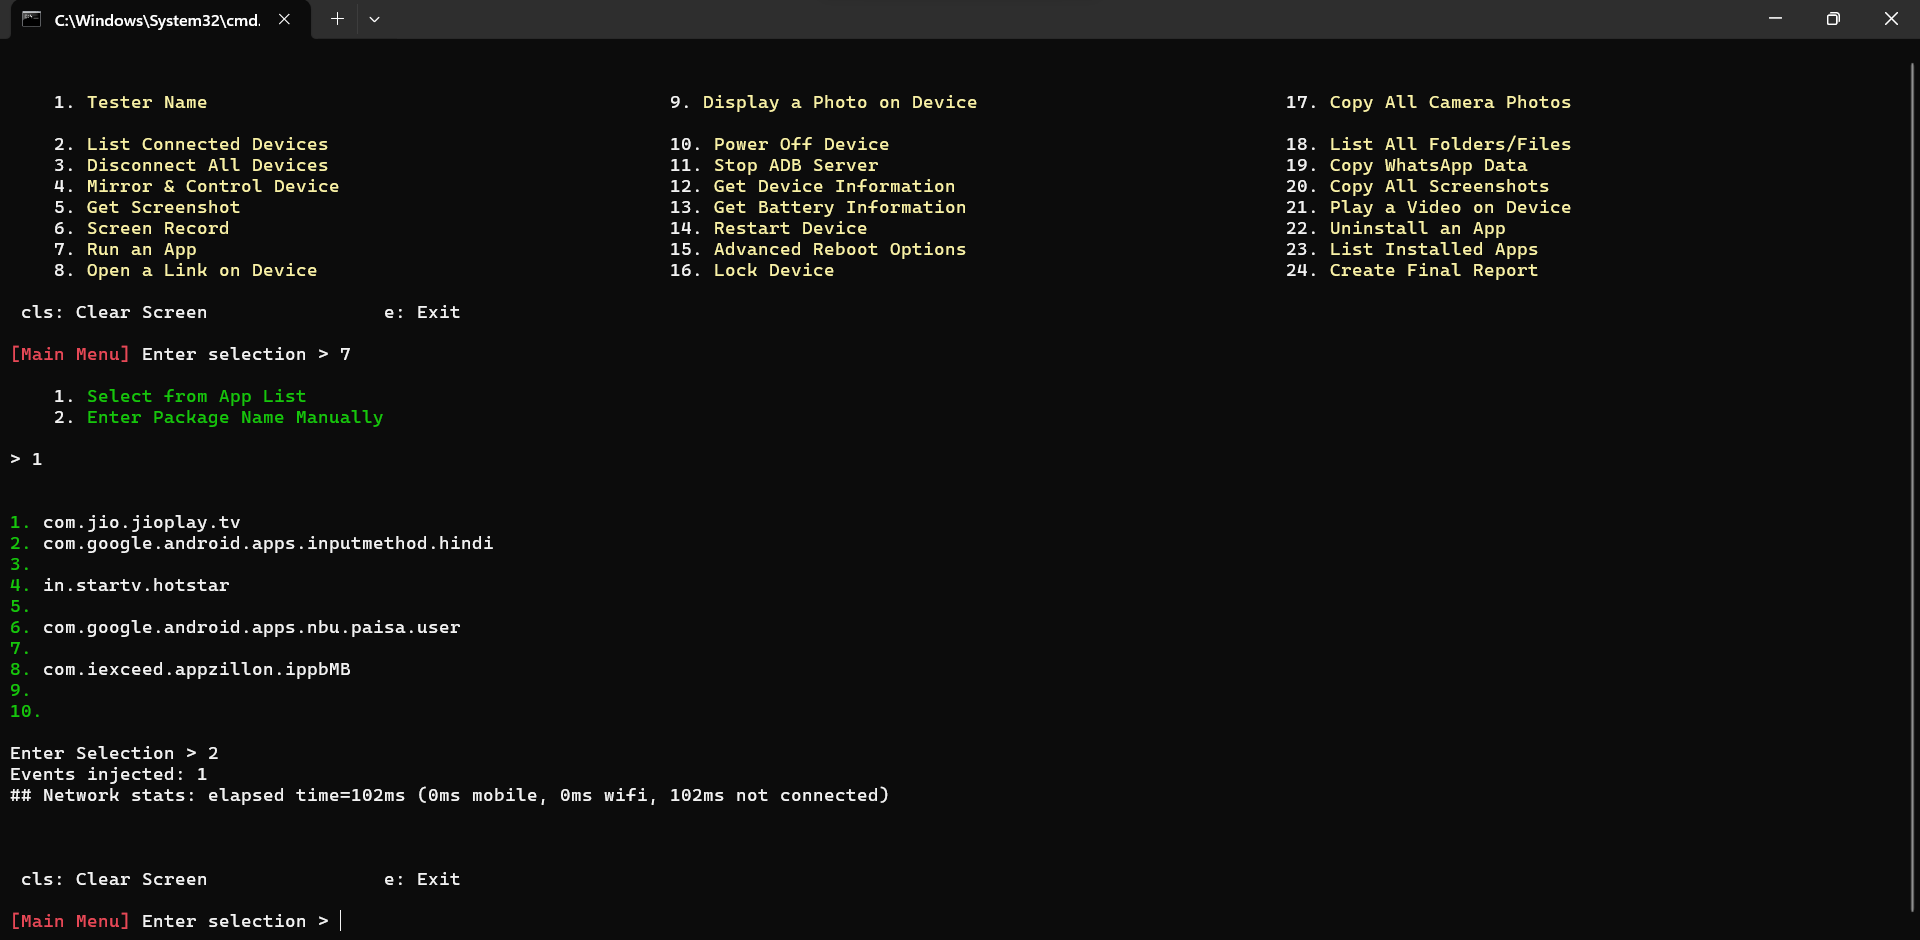 C:\Windows\System32\cmd.
1. Tester Name 9. Display a Photo on Device 17. Copy All Camera Photos
2. List Connected Devices 10. Power Off Device 18. List All Folders/Files
3. Disconnect All Devices 11. Stop ADB Server 19. Copy WhatsApp Data
4. Mirror & Control Device 12. Get Device Information 20. Copy All Screenshots
5. Get Screenshot 13. Get Battery Information 21. Play a Video on Device
6. Screen Record 14. Restart Device 22. Uninstall an App
7. Run an App 15. Advanced Reboot Options 23. List Installed Apps
8. Open a Link on Device 16. Lock Device 24. Create Final Report
cls: Clear Screen e: Exit
[Main Menu] Enter selection > 7
1. Select from App List
2. Enter Package Name Manually
> 1
1. com.jio.jioplay.tv
2. com.google.android.apps.inputmethod.hindi
3.
4. in.startv.hotstar
5.
6. com.google.android.apps.nbu.paisa.user
7.
8. com.iexceed.appzillon.ippbMB
9.
10.
Enter Selection > 2
Events injected: 1
## Network stats: elapsed time=102ms (0ms mobile, 0ms wifi, 102ms not connected)
cls: Clear Screen e: Exit
[Main Menu] Enter selection >